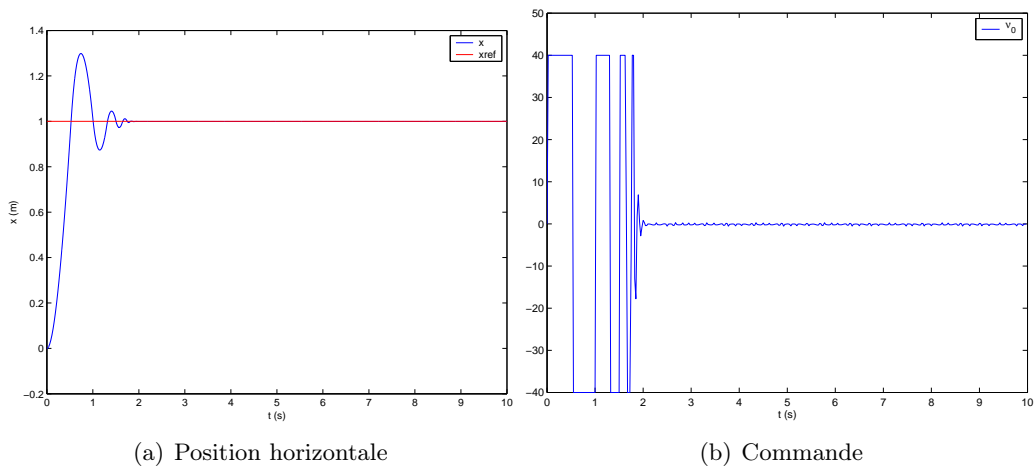 1.4
1.2
1
0.8
0.6
0.4
0.2
0
−0.2
x (m)
0 1 2 3 4 5 6 7 8 9 10
t (s)
x
xref
(a) Position horizontale
50
40
30
20
10
0
−10
−20
−30
−40
0 1 2 3 4 5 6 7 8 9 10
t (s)
ν₀
(b) Commande